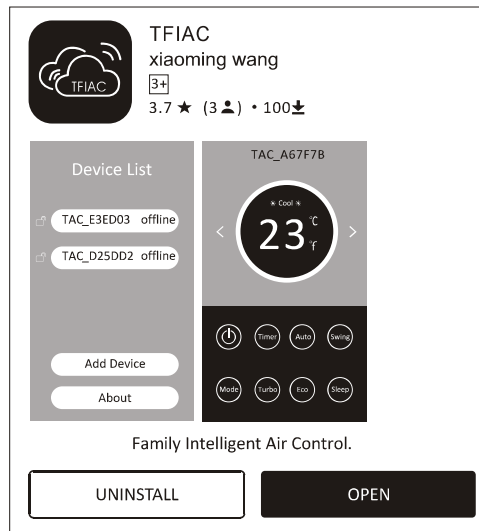 TFIAC
TFIAC
xiaoming wang
3+
3.7 ★ (3) • 100
Device List
TAC_E3ED03 offline
TAC_D25DD2 offline
Add Device
About
TAC_A67F7B
Cool
23 °C
°f
Timer Auto Swing
Mode Turbo Eco Sleep
Family Intelligent Air Control.
UNINSTALL
OPEN